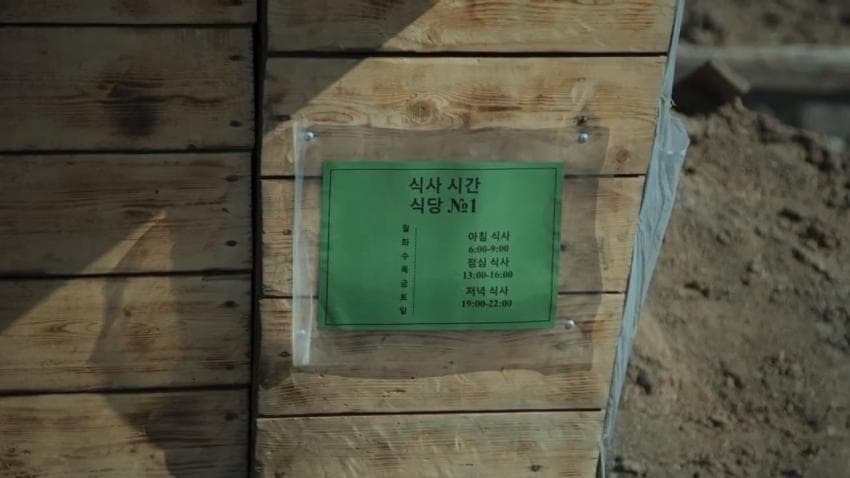 식사 시간
식당 №1
월
화
수
목
금
토
일
아침 식사
6:00-9:00
점심 식사
13:00-16:00
저녁 식사
19:00-22:00